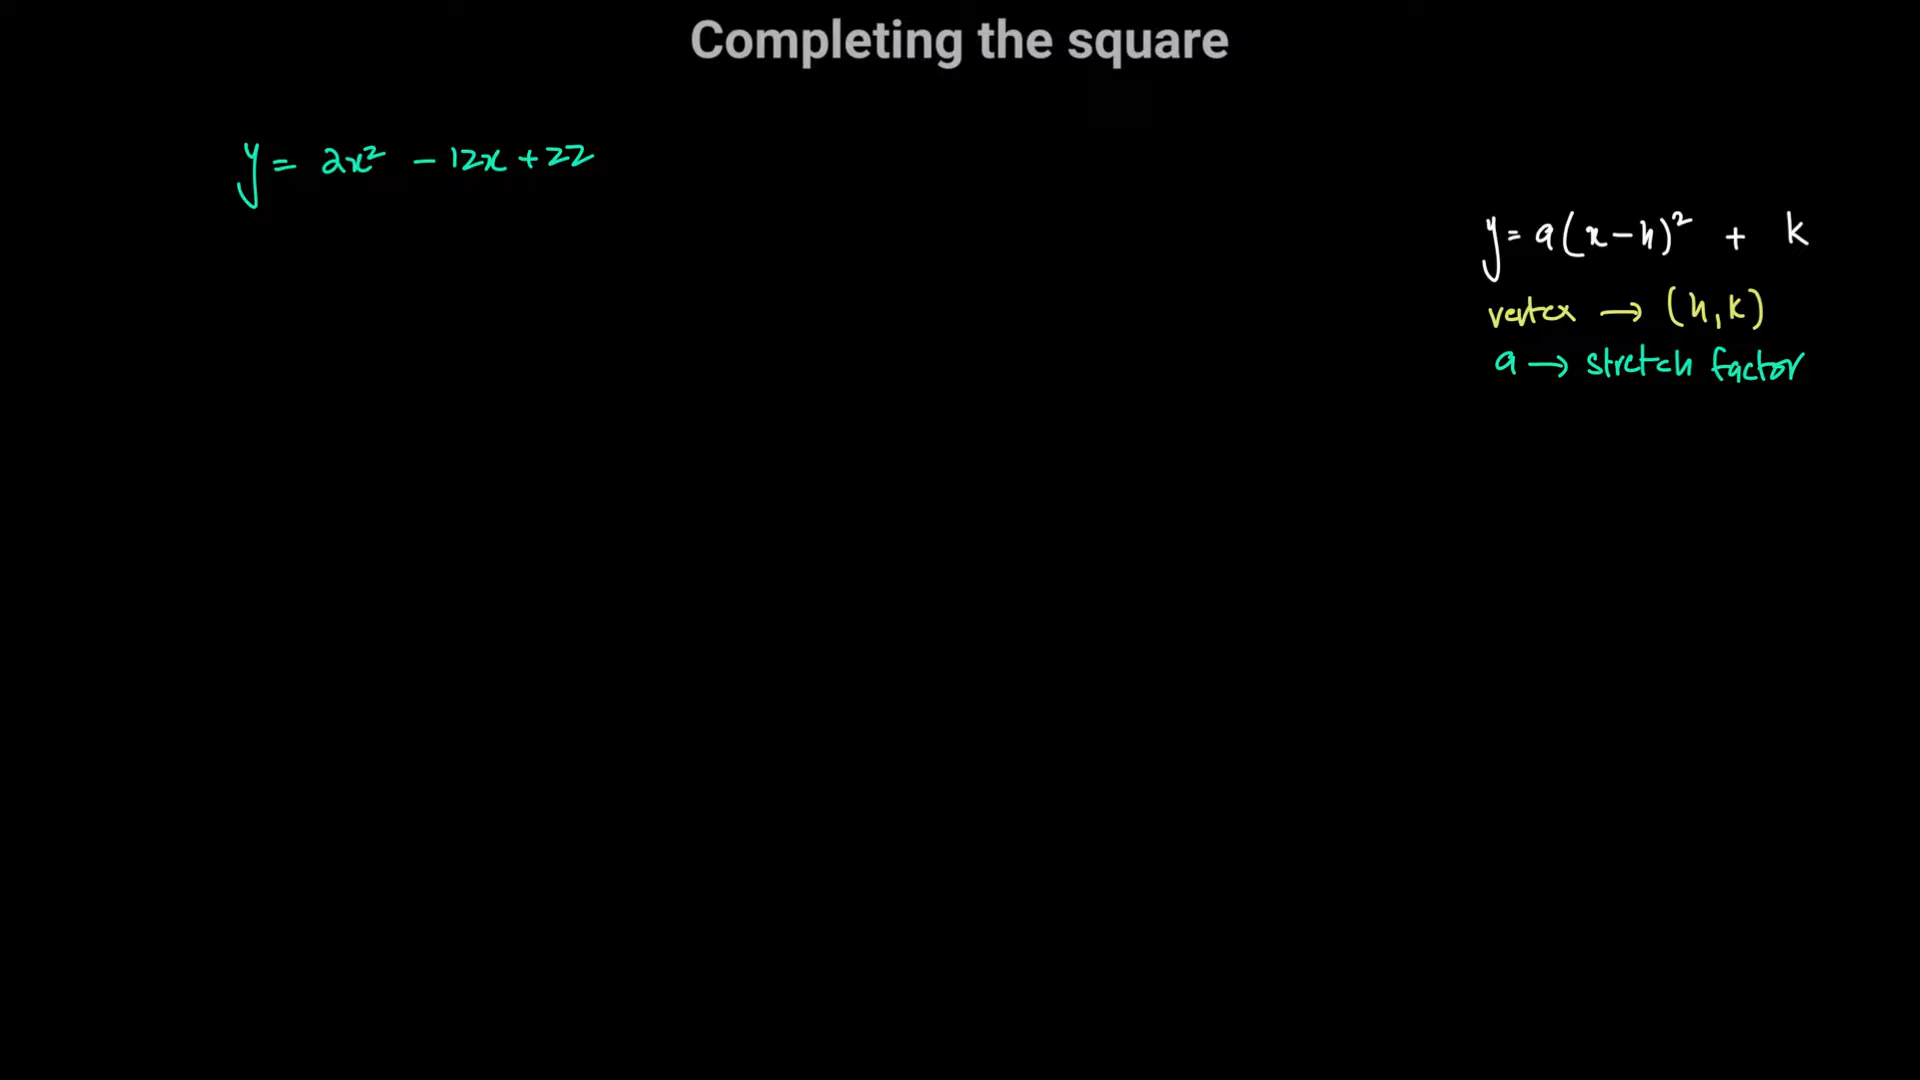 Completing the square
y = 2x² - 12x + 22
y = a(x-h)² + k
vertex → (h, k)
a → stretch factor